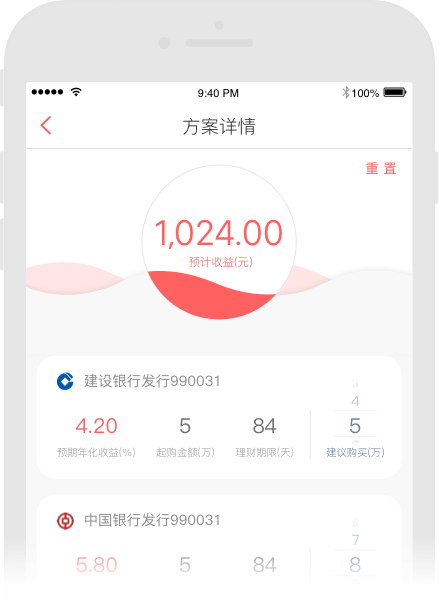 9:40 PM 100%
方案详情
重 置
1,024.00
预计收益(元)
建设银行发行990031
4
4.20 5 84 5
预期年化收益(%) 起购金额(万) 理财期限(天) 建议购买(万)
中国银行发行990031
7
5.80 5 84 8